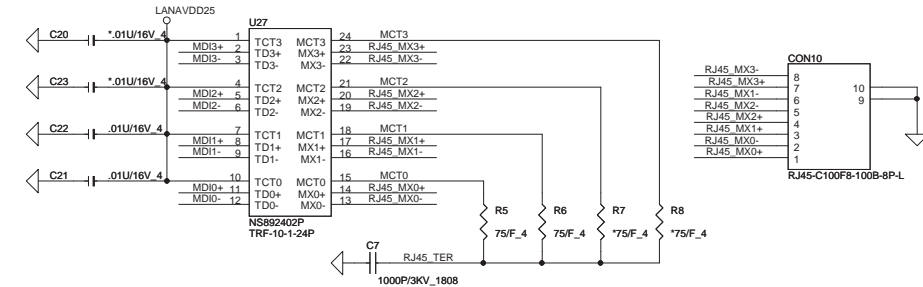 LANAVDD25
U27
C20 *.01U/16V_4
1 TCT3 MCT3 24 MCT3
MDI3+ 2 TD3+ MX3+ 23 RJ45_MX3+
MDI3- 3 TD3- MX3- 22 RJ45_MX3-
C23 *.01U/16V_4
4 TCT2 MCT2 21 MCT2
MDI2+ 5 TD2+ MX2+ 20 RJ45_MX2+
MDI2- 6 TD2- MX2- 19 RJ45_MX2-
C22 .01U/16V_4
7 TCT1 MCT1 18 MCT1
MDI1+ 8 TD1+ MX1+ 17 RJ45_MX1+
MDI1- 9 TD1- MX1- 16 RJ45_MX1-
C21 .01U/16V_4
10 TCT0 MCT0 15 MCT0
MDI0+ 11 TD0+ MX0+ 14 RJ45_MX0+
MDI0- 12 TD0- MX0- 13 RJ45_MX0-
NS892402P
TRF-10-1-24P
R5 R6 R7 R8
75/F_4 75/F_4 *75/F_4 *75/F_4
C7 RJ45_TER
1000P/3KV_1808
CON10
RJ45_MX3- 8
RJ45_MX3+ 7 10
RJ45_MX1- 6 9
RJ45_MX2- 5
RJ45_MX2+ 4
RJ45_MX1+ 3
RJ45_MX0- 2
RJ45_MX0+ 1
RJ45-C100F8-100B-8P-L